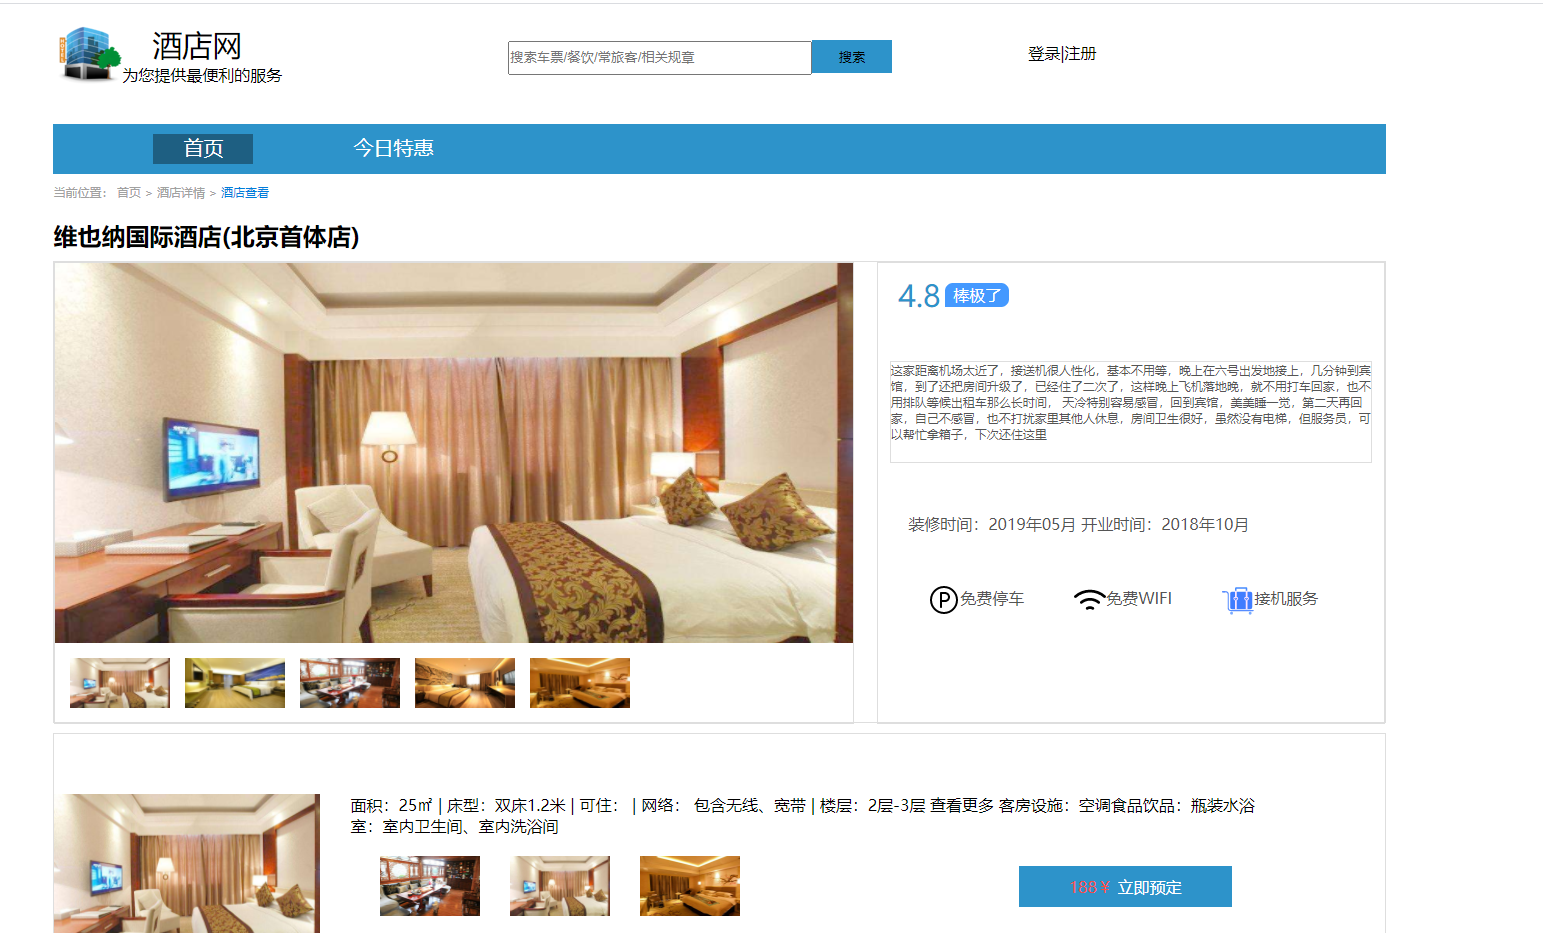 酒店网
为您提供最便利的服务
搜索车票/餐饮/常旅客/相关规章
搜索
登录|注册
首页
今日特惠
当前位置： 首页 > 酒店详情 > 酒店查看
维也纳国际酒店(北京首体店)
4.8 棒极了
这家距离机场太近了，接送机很人性化，基本不用等，晚上在六号出发地接上，几分钟到宾
馆，到了还把房间升级了，已经住了二次了，这样晚上飞机落地晚，就不用打车回家，也不
用排队等候出租车那么长时间， 天冷特别容易感冒，回到宾馆，美美睡一觉，第二天再回
家，自己不感冒，也不打扰家里其他人休息，房间卫生很好，虽然没有电梯，但服务员，可
以帮忙拿箱子，下次还住这里
装修时间：2019年05月 开业时间：2018年10月
免费停车
免费WIFI
接机服务
面积：25㎡ | 床型：双床1.2米 | 可住： | 网络： 包含无线、宽带 | 楼层：2层-3层 查看更多 客房设施：空调食品饮品：瓶装水浴
室：室内卫生间、室内洗浴间
188￥ 立即预定